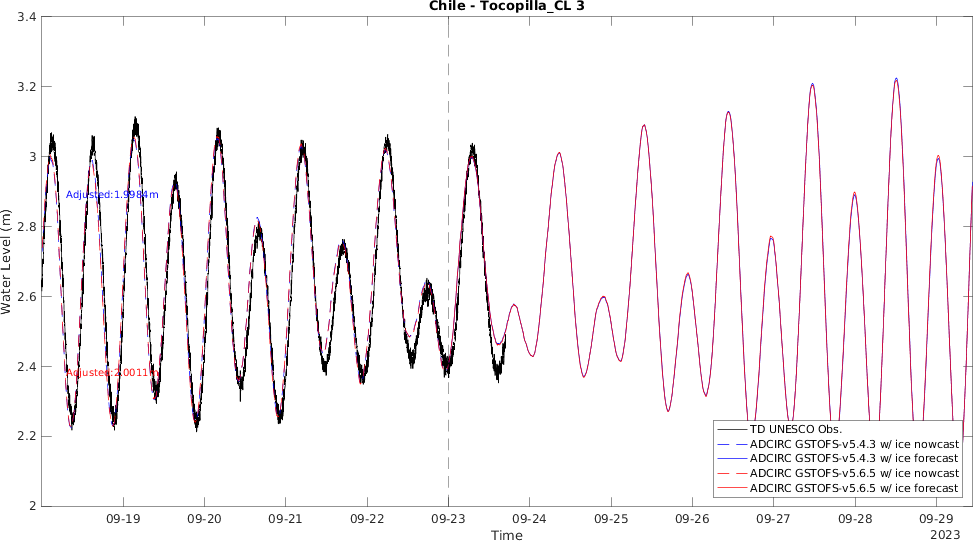 Chile - Tocopilla_CL 3
3.4
3.2
3
2.8
2.6
2.4
2.2
2
Water Level (m)
Adjusted:1.9984m
Adjusted:2.0011m
TD UNESCO Obs.
ADCIRC GSTOFS-v5.4.3 w/ ice nowcast
ADCIRC GSTOFS-v5.4.3 w/ ice forecast
ADCIRC GSTOFS-v5.6.5 w/ ice nowcast
ADCIRC GSTOFS-v5.6.5 w/ ice forecast
09-19 09-20 09-21 09-22 09-23 09-24 09-25 09-26 09-27 09-28 09-29
Time
2023